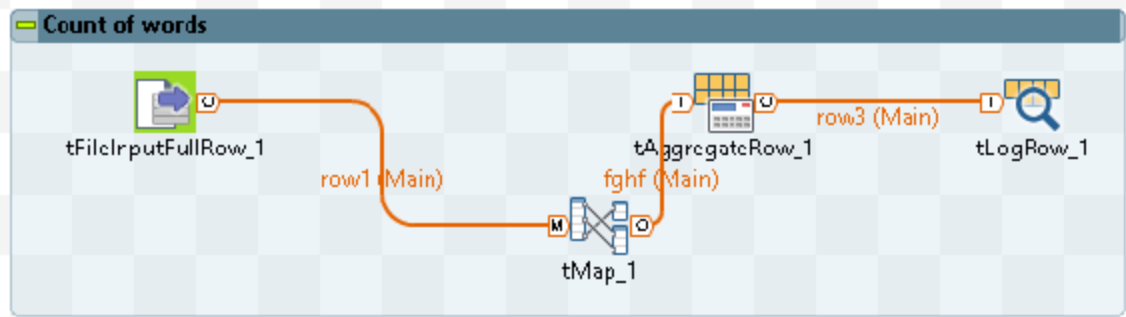 Count of words
O
I
O
row3 (Main)
I
tFileInputFullRow_1
tAggregateRow_1
tLogRow_1
row1 (Main)
fghf (Main)
M
O
tMap_1